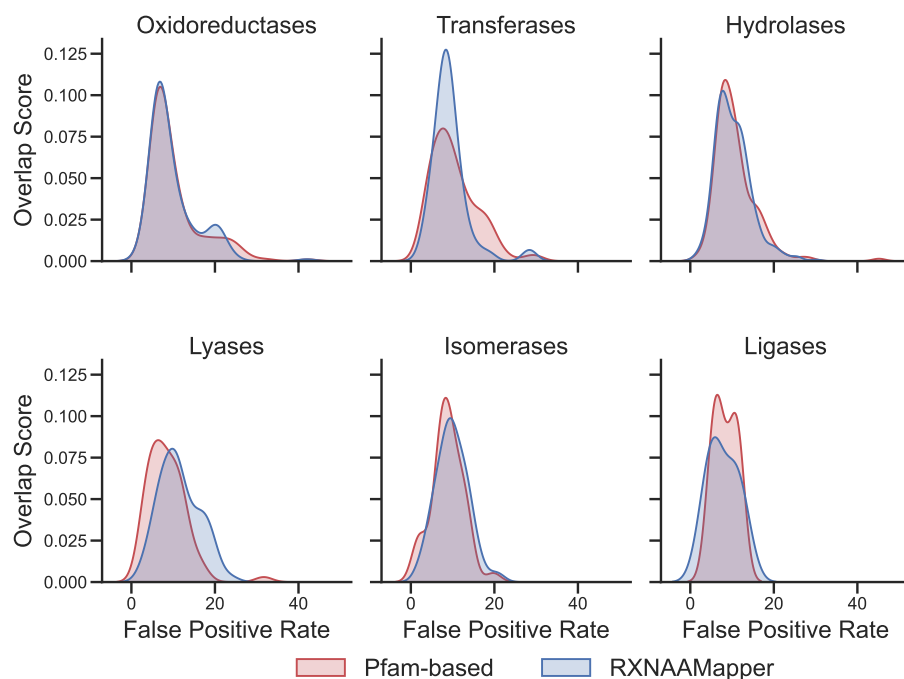 Oxidoreductases Transferases Hydrolases
0.125
0.100
0.075
0.050
0.025
0.000
Overlap Score
Lyases Isomerases Ligases
0.125
0.100
0.075
0.050
0.025
0.000
Overlap Score
0 20 40 0 20 40 0 20 40
False Positive Rate False Positive Rate False Positive Rate
Pfam-based RXNAAMapper